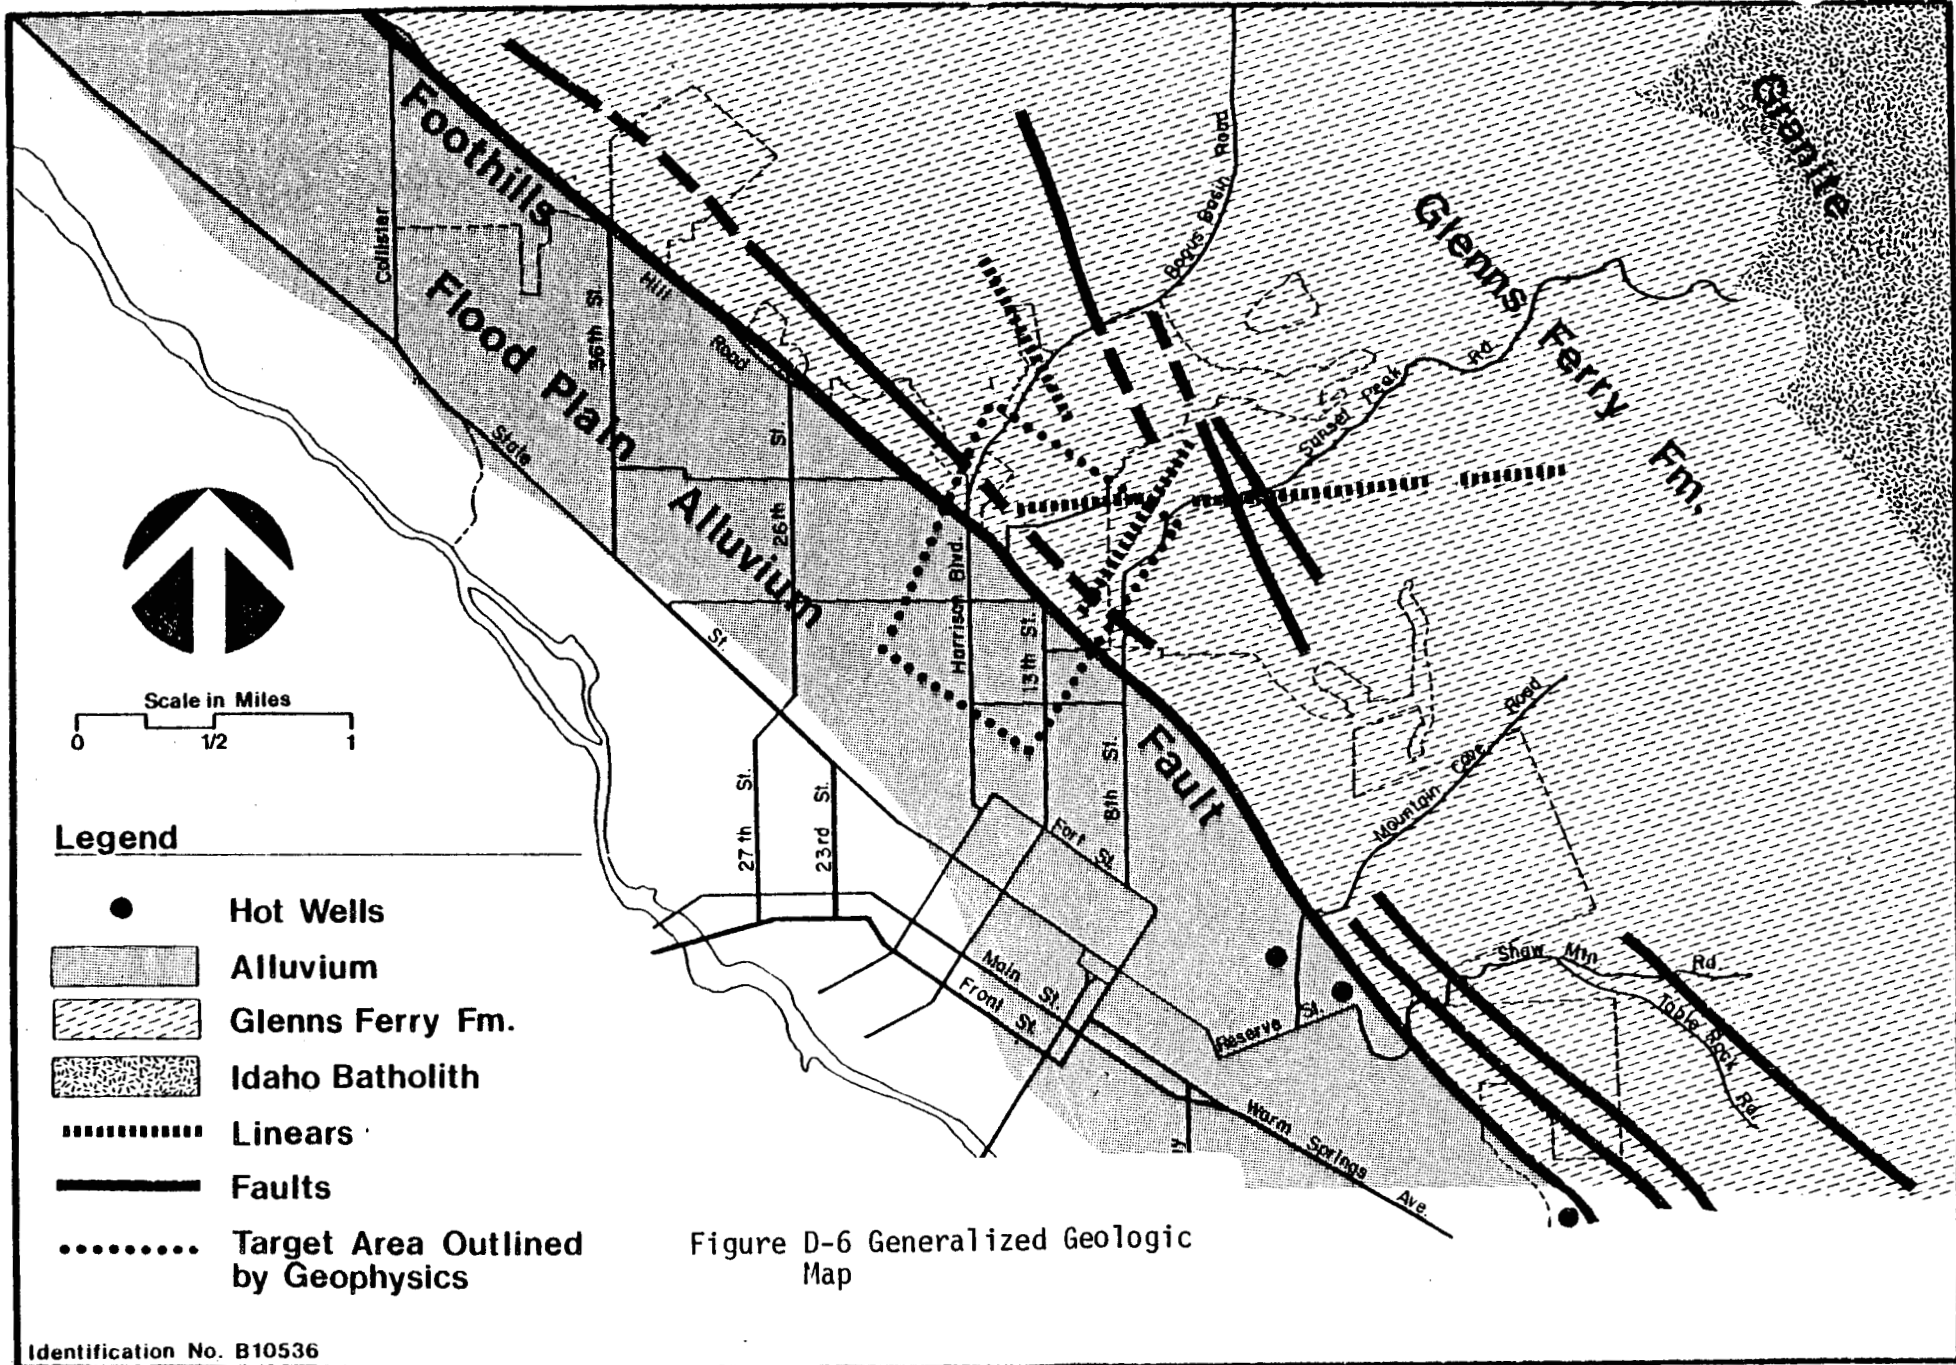 Granite
Foothills
Fault
Glenns Ferry Fm.
Flood Plain Alluvium
Collister
36th St.
Hill Road
Bogus Basin Road
Sunset Peak Rd.
State St.
26th St.
Harrison Blvd.
13th St.
8th St.
27th St.
23rd St.
Fort St.
Main St.
Front St.
Reserve St.
Mountain Cove Road
Shaw Mtn. Rd.
Table Rock Rd.
Warm Springs Ave.
Scale in Miles
0 1/2 1
Legend
Hot Wells
Alluvium
Glenns Ferry Fm.
Idaho Batholith
Linears
Faults
Target Area Outlined
by Geophysics
Figure D-6 Generalized Geologic
Map
Identification No. B10536